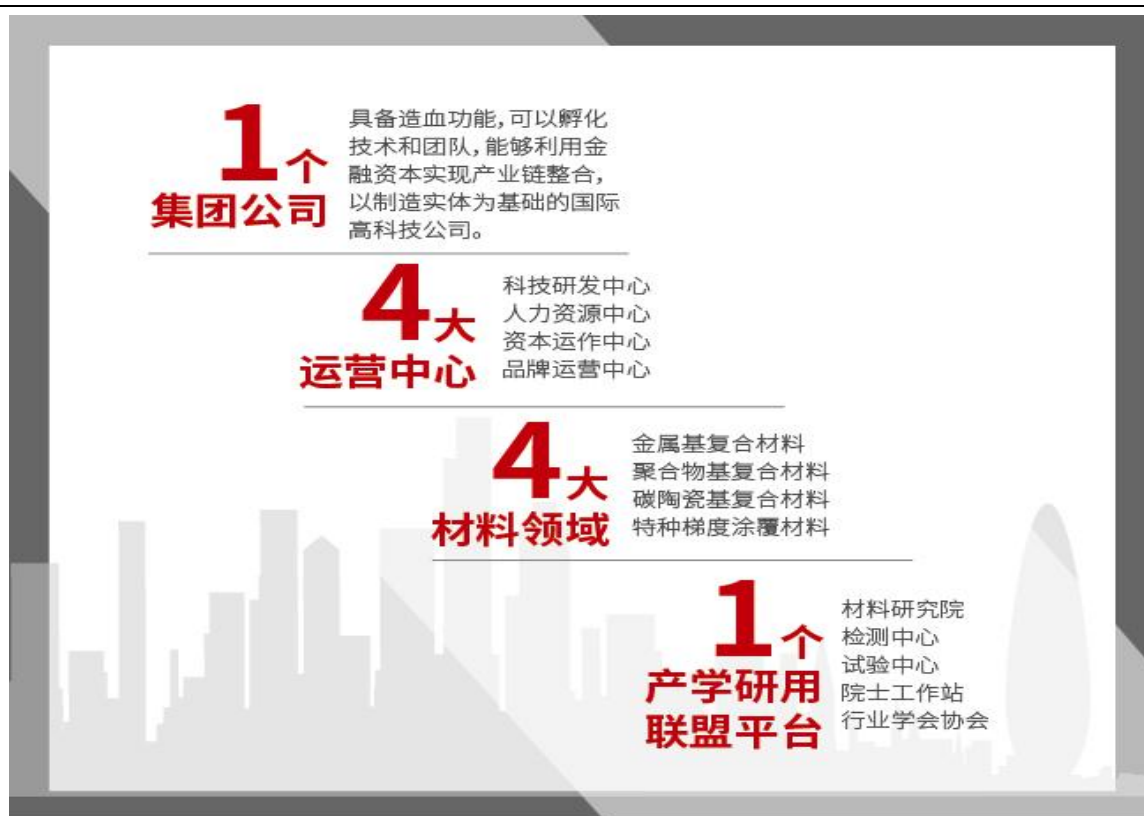 1个
集团公司
具备造血功能,可以孵化
技术和团队,能够利用金
融资本实现产业链整合,
以制造实体为基础的国际
高科技公司。
4大
运营中心
科技研发中心
人力资源中心
资本运作中心
品牌运营中心
4大
材料领域
金属基复合材料
聚合物基复合材料
碳陶瓷基复合材料
特种梯度涂覆材料
1个
产学研用
联盟平台
材料研究院
检测中心
试验中心
院士工作站
行业学会协会